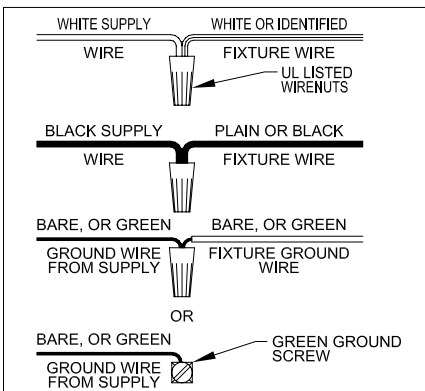 WHITE SUPPLY WHITE OR IDENTIFIED
WIRE FIXTURE WIRE
UL LISTED
WIRENUTS
BLACK SUPPLY PLAIN OR BLACK
WIRE FIXTURE WIRE
BARE, OR GREEN BARE, OR GREEN
GROUND WIRE FIXTURE GROUND
FROM SUPPLY WIRE
OR
BARE, OR GREEN GREEN GROUND
SCREW
GROUND WIRE
FROM SUPPLY